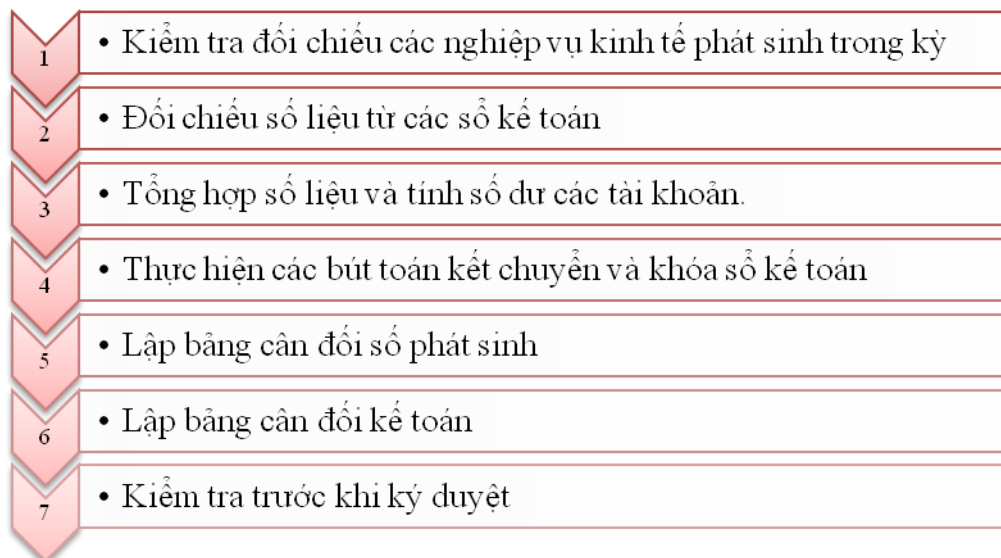 1 • Kiểm tra đối chiếu các nghiệp vụ kinh tế phát sinh trong kỳ
2 • Đối chiếu số liệu từ các sổ kế toán
3 • Tổng hợp số liệu và tính số dư các tài khoản.
4 • Thực hiện các bút toán kết chuyển và khóa sổ kế toán
5 • Lập bảng cân đối số phát sinh
6 • Lập bảng cân đối kế toán
7 • Kiểm tra trước khi ký duyệt